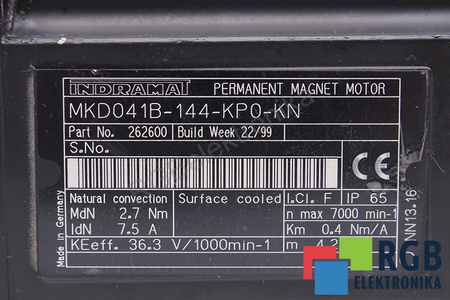 INDRAMAT PERMANENT MAGNET MOTOR
MKD041B-144-KP0-KN
Part No. 262600 Build Week 22/99
S.No.
CE
Natural convection Surface cooled I.Cl. F IP 65
MdN 2.7 Nm n max 7000 min-1
IdN 7.5 A Km 0.4 Nm/A
KEeff. 36.3 V/1000min-1 m 4.2
Made in Germany
NN13.16
RGB
ELEKTRONIKA